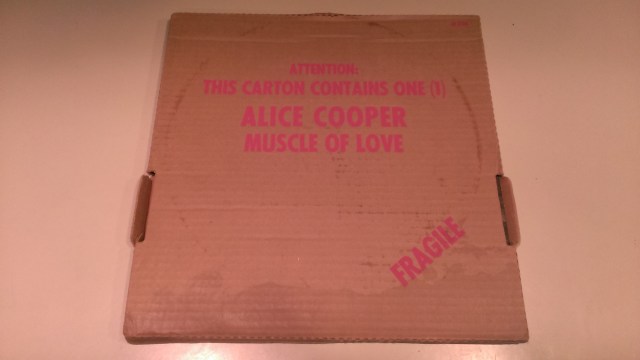 ATTENTION:
THIS CARTON CONTAINS ONE (1)
ALICE COOPER
MUSCLE OF LOVE
FRAGILE